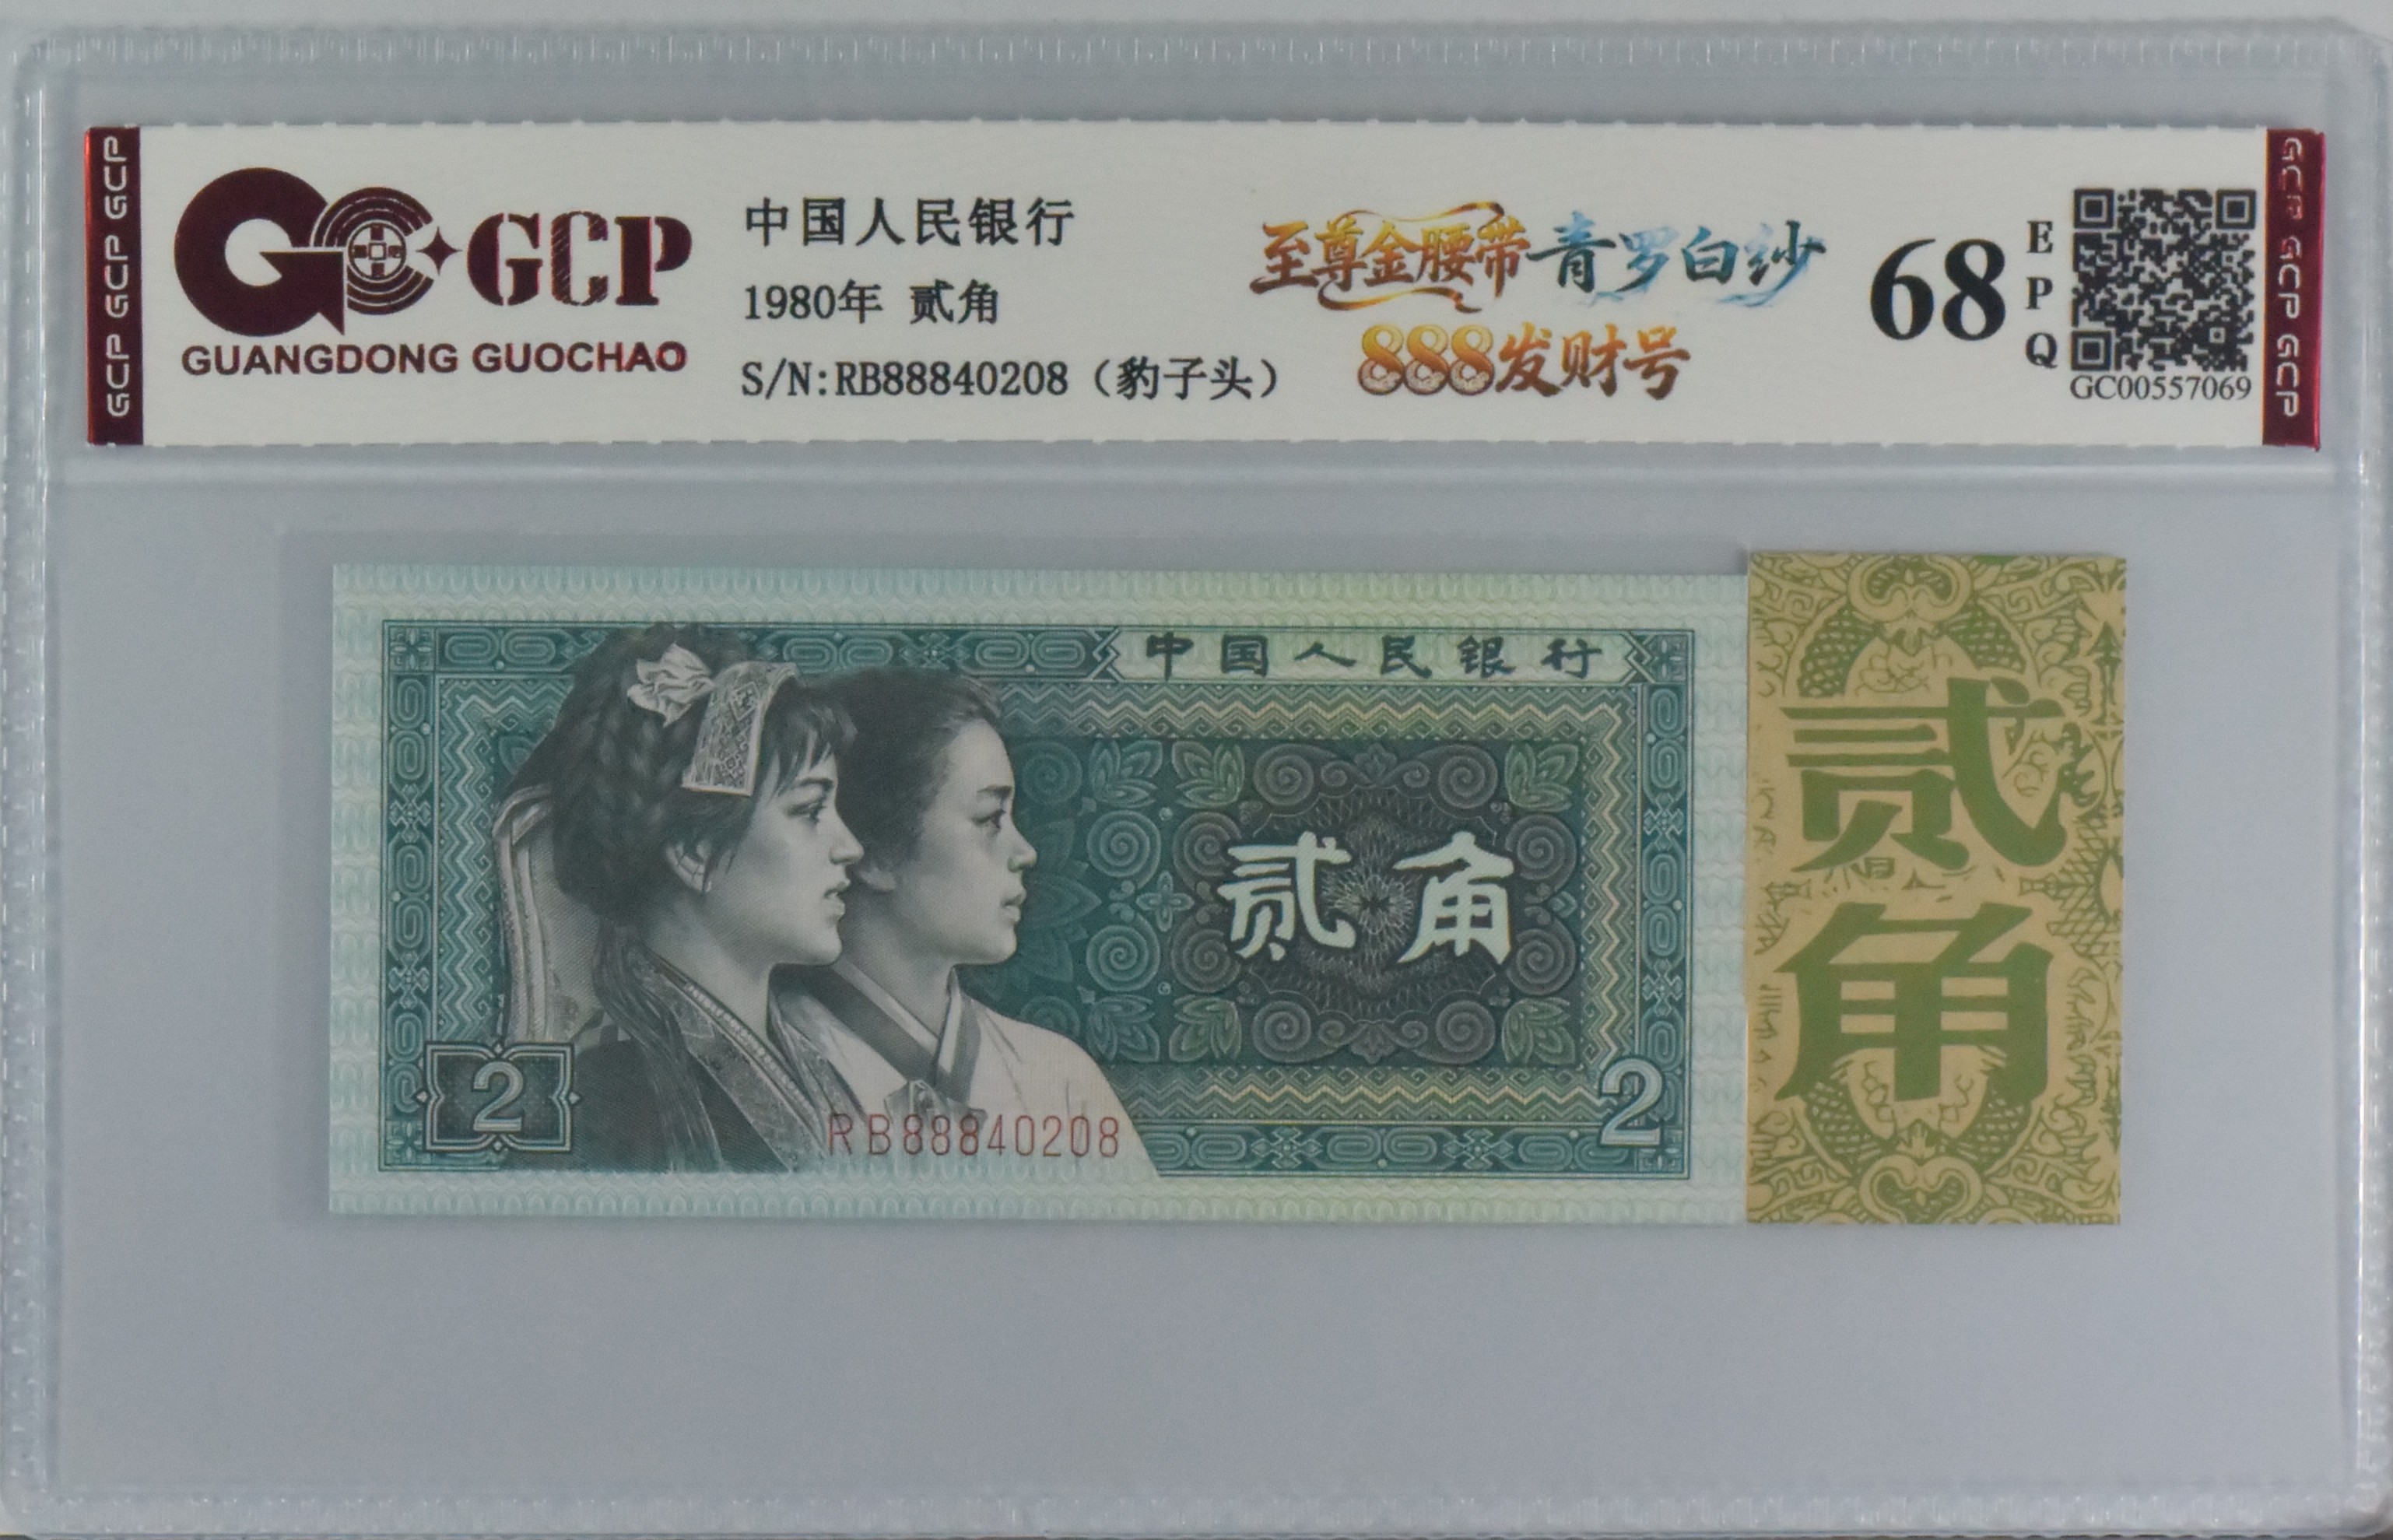 GCP GCP GCP
GCP
GUANGDONG GUOCHAO
中国人民银行
1980年 贰角
S/N:RB88840208（豹子头）
至尊金腰带 青罗白纱
888发财号
68
EPQ
GC00557069
GCP GCP GCP
中国人民银行
贰角
2
RB88840208
2
贰角